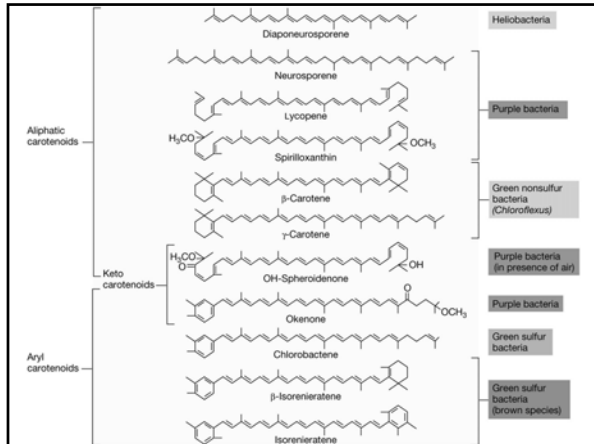 Diaponeurosporene
Heliobacteria
Neurosporene
Lycopene
Purple bacteria
Aliphatic
carotenoids
H₃CO
OCH₃
Spirilloxanthin
β-Carotene
Green nonsulfur
bacteria
(Chloroflexus)
γ-Carotene
Keto
carotenoids
H₃CO
O
OH
OH-Spheroidenone
Purple bacteria
(in presence of air)
O
OCH₃
Okenone
Purple bacteria
Aryl
carotenoids
Chlorobactene
Green sulfur
bacteria
β-Isorenieratene
Green sulfur
bacteria
(brown species)
Isorenieratene